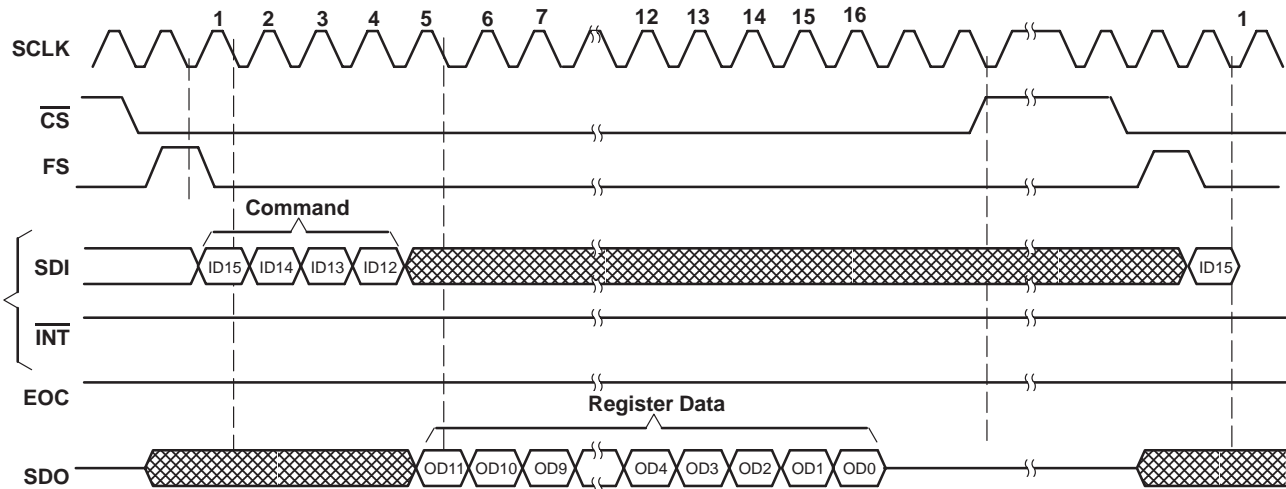 1 2 3 4 5 6 7 12 13 14 15 16 1
SCLK
CS
FS
Command
SDI ID15 ID14 ID13 ID12 ID15
INT
EOC
Register Data
SDO OD11 OD10 OD9 OD4 OD3 OD2 OD1 OD0